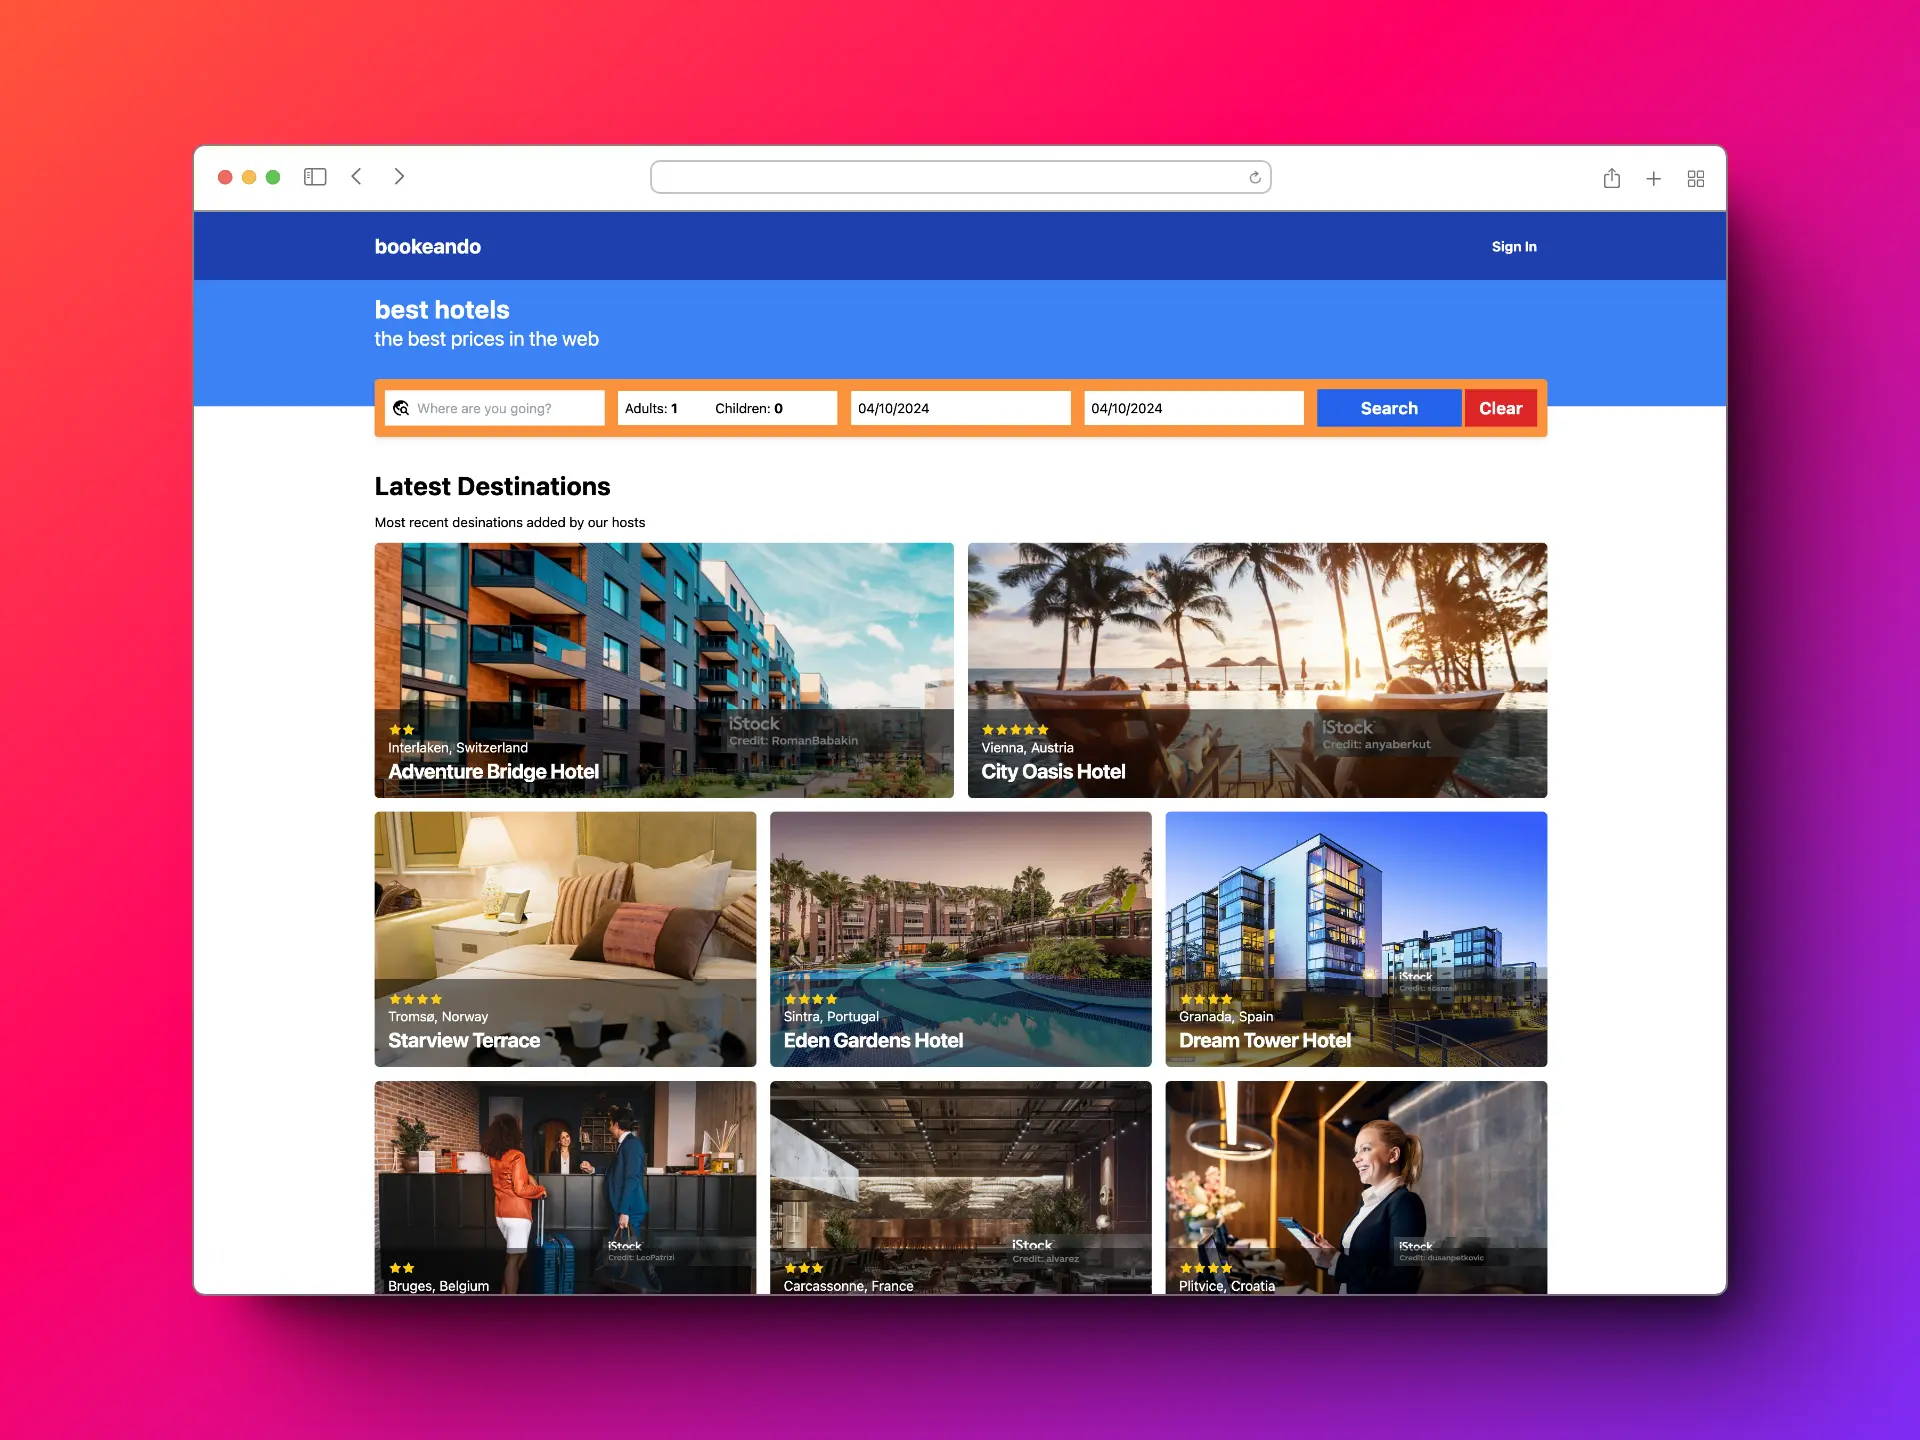 bookeando
Sign In
best hotels
the best prices in the web
Where are you going?
Adults: 1
Children: 0
04/10/2024
04/10/2024
Search
Clear
Latest Destinations
Most recent desinations added by our hosts
iStock
Credit: RomanBabakin
Interlaken, Switzerland
Adventure Bridge Hotel
iStock
Credit: anyaberkut
Vienna, Austria
City Oasis Hotel
Tromsø, Norway
Starview Terrace
Sintra, Portugal
Eden Gardens Hotel
iStock
Credit: scanrail
Granada, Spain
Dream Tower Hotel
iStock
Credit: LeoPatrizi
Bruges, Belgium
iStock
Credit: alvarez
Carcassonne, France
iStock
Credit: dusanpetkovic
Plitvice, Croatia